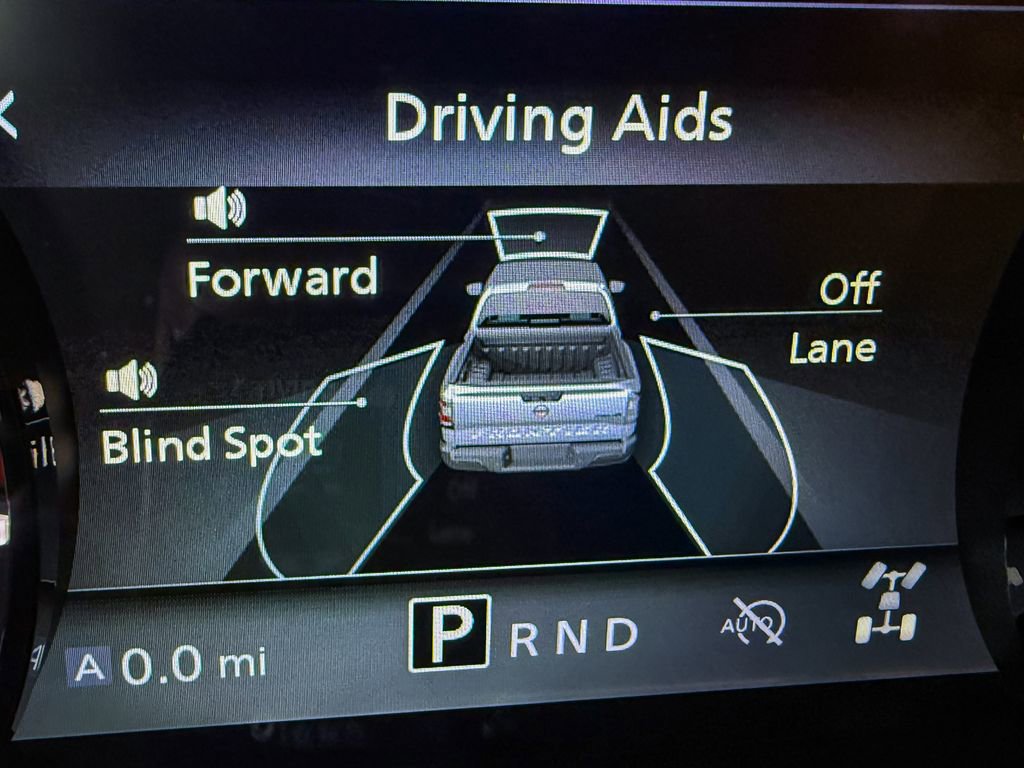 Driving Aids
Forward
Off
Lane
Blind Spot
A 0.0 mi
P R N D
AUTO